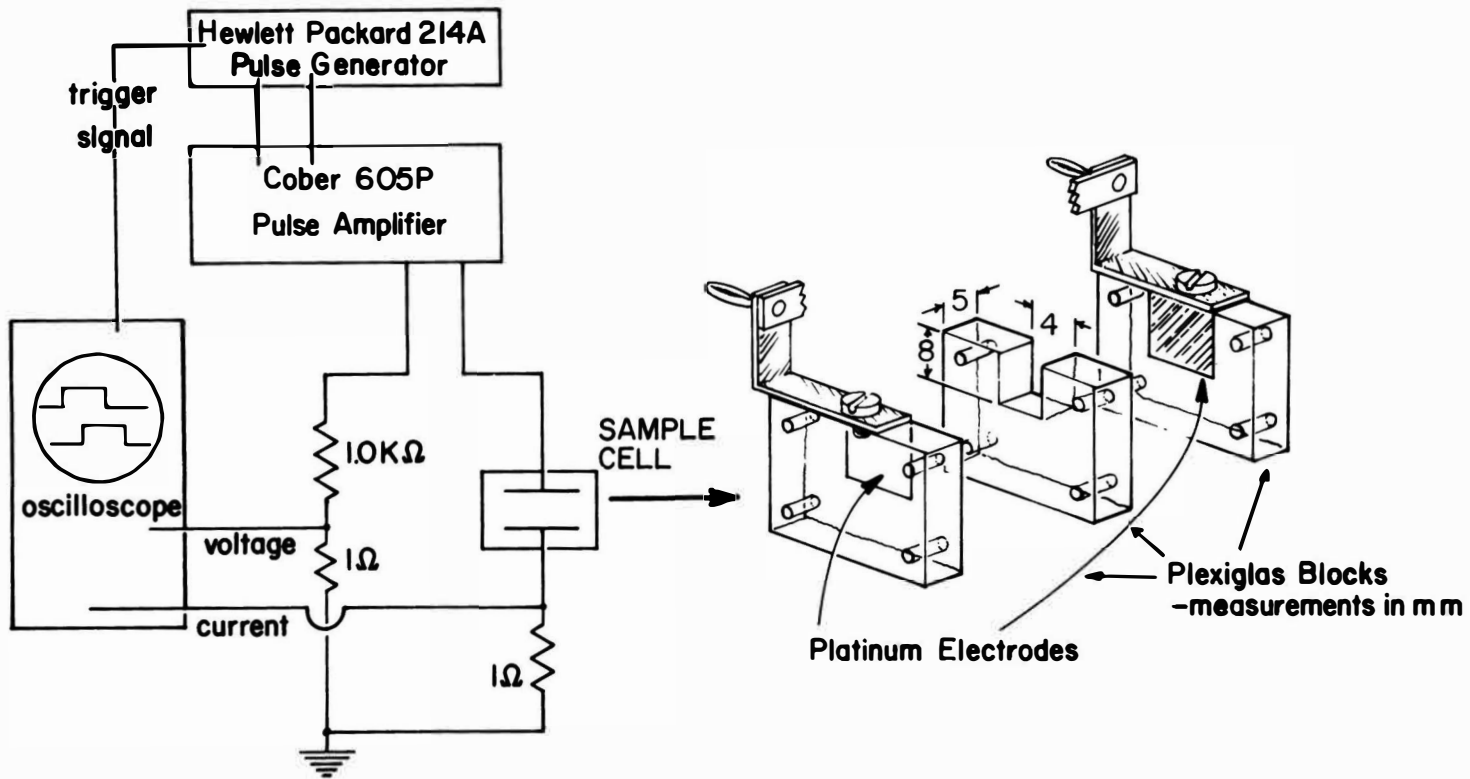 Hewlett Packard 214A
Pulse Generator
trigger
signal
Cober 605P
Pulse Amplifier
oscilloscope
voltage
current
1.0KΩ
1Ω
1Ω
SAMPLE
CELL
5
4
8
Plexiglas Blocks
-measurements in mm
Platinum Electrodes